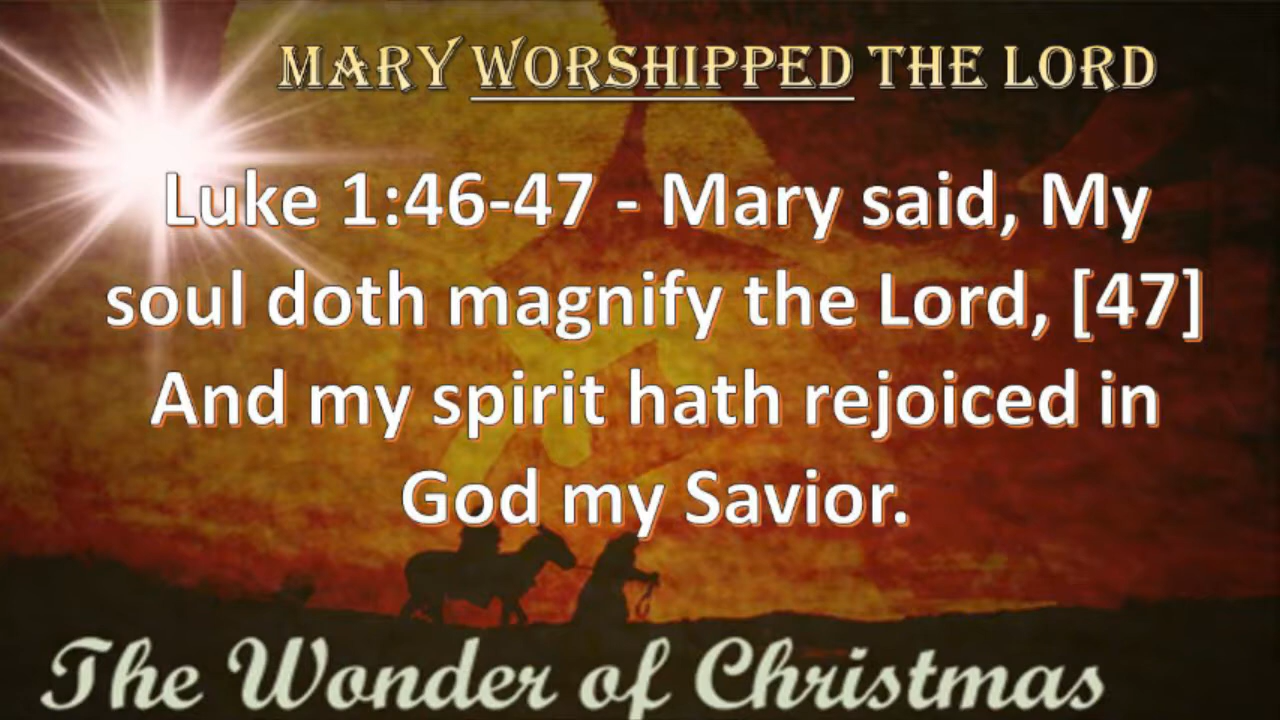 MARY WORSHIPPED THE LORD
Luke 1:46-47 - Mary said, My
soul doth magnify the Lord, [47]
And my spirit hath rejoiced in
God my Savior.
The Wonder of Christmas